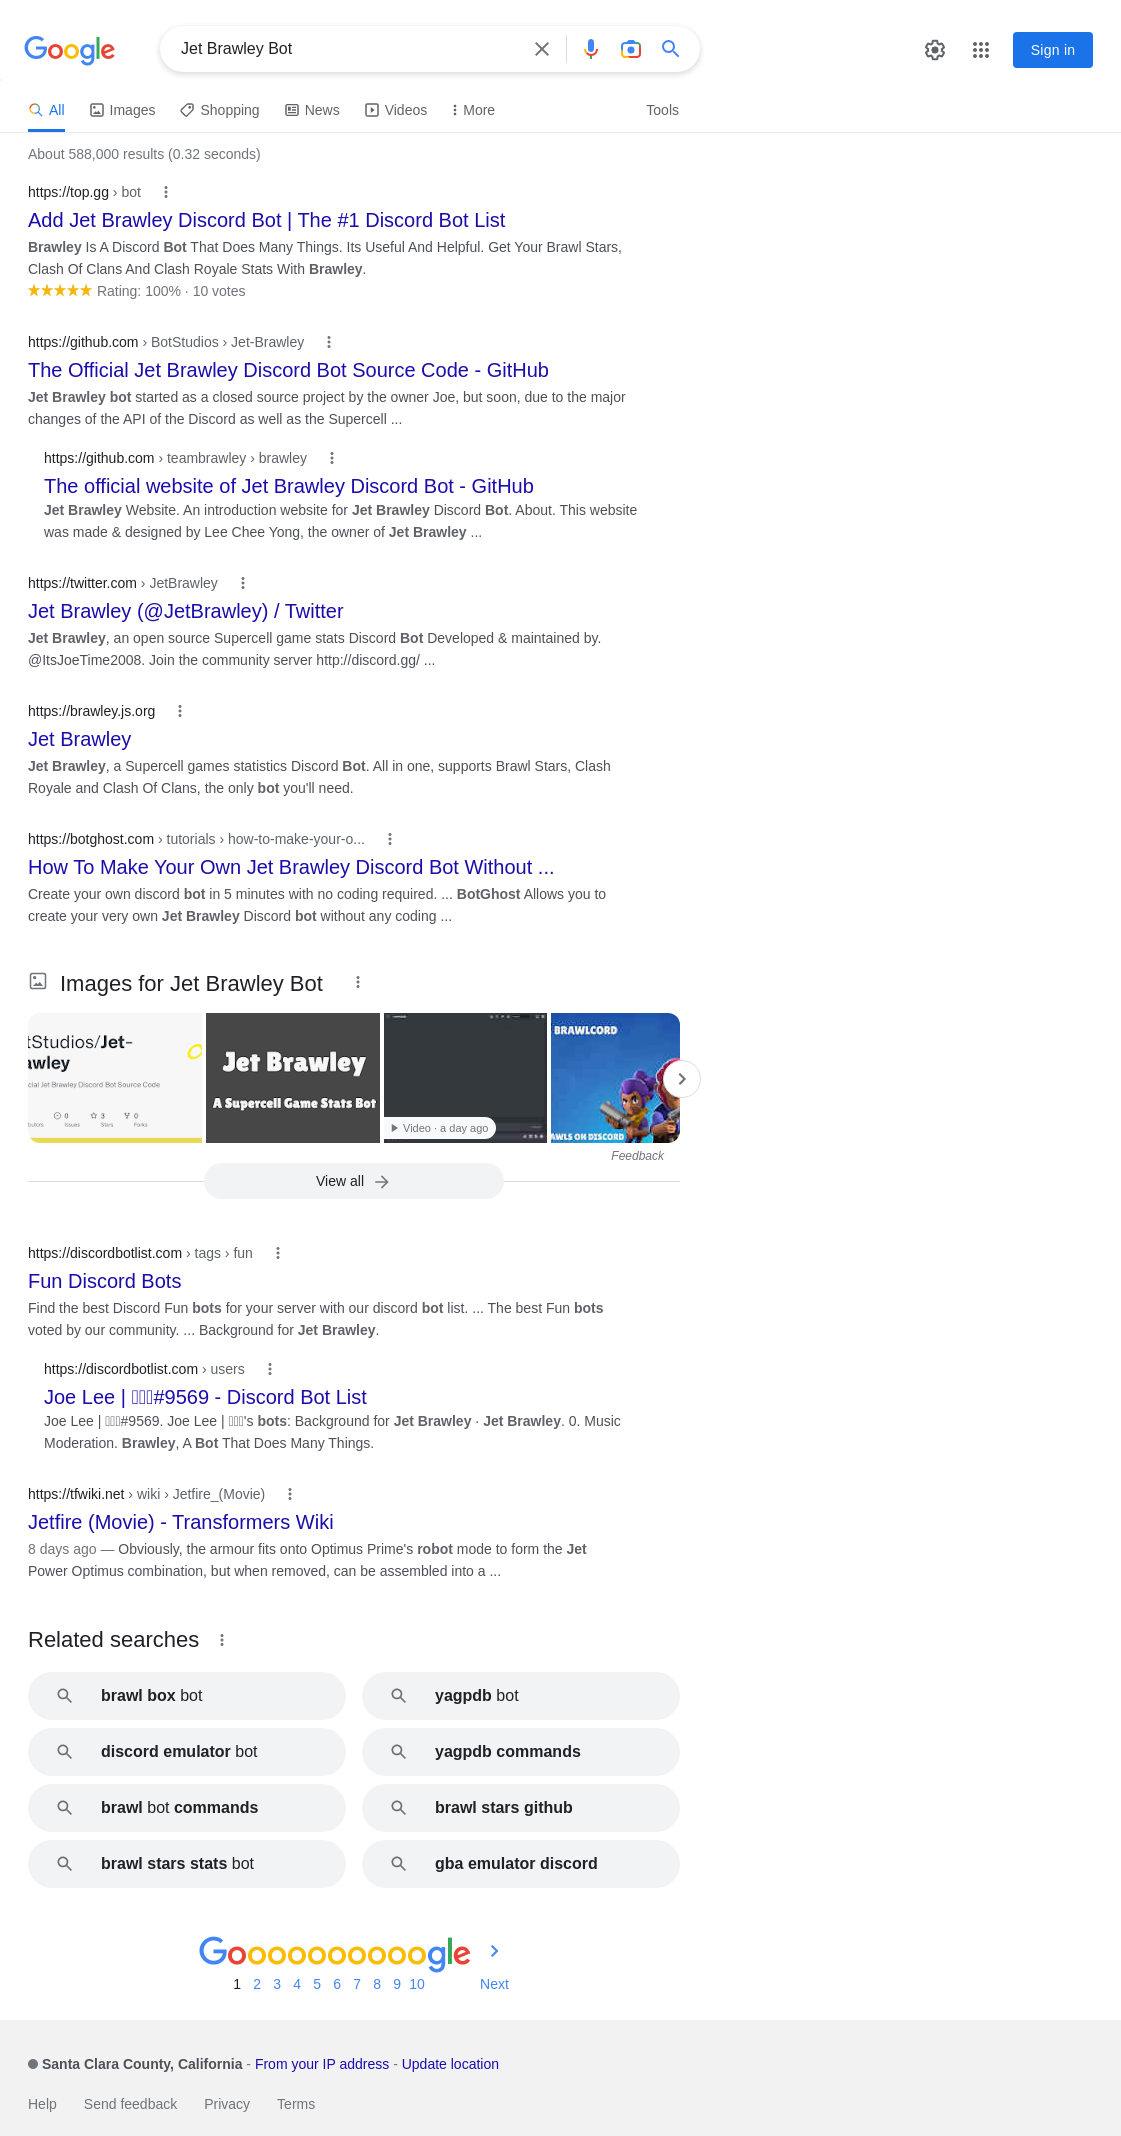 Google
Jet Brawley Bot
Sign in
All Images Shopping News Videos More Tools
About 588,000 results (0.32 seconds)
https://top.gg › bot
Add Jet Brawley Discord Bot | The #1 Discord Bot List
Brawley Is A Discord Bot That Does Many Things. Its Useful And Helpful. Get Your Brawl Stars,
Clash Of Clans And Clash Royale Stats With Brawley.
Rating: 100% · 10 votes
https://github.com › BotStudios › Jet-Brawley
The Official Jet Brawley Discord Bot Source Code - GitHub
Jet Brawley bot started as a closed source project by the owner Joe, but soon, due to the major
changes of the API of the Discord as well as the Supercell ...
https://github.com › teambrawley › brawley
The official website of Jet Brawley Discord Bot - GitHub
Jet Brawley Website. An introduction website for Jet Brawley Discord Bot. About. This website
was made & designed by Lee Chee Yong, the owner of Jet Brawley ...
https://twitter.com › JetBrawley
Jet Brawley (@JetBrawley) / Twitter
Jet Brawley, an open source Supercell game stats Discord Bot Developed & maintained by.
@ItsJoeTime2008. Join the community server http://discord.gg/ ...
https://brawley.js.org
Jet Brawley
Jet Brawley, a Supercell games statistics Discord Bot. All in one, supports Brawl Stars, Clash
Royale and Clash Of Clans, the only bot you'll need.
https://botghost.com › tutorials › how-to-make-your-o...
How To Make Your Own Jet Brawley Discord Bot Without ...
Create your own discord bot in 5 minutes with no coding required. ... BotGhost Allows you to
create your very own Jet Brawley Discord bot without any coding ...
Images for Jet Brawley Bot
tStudios/Jet-
awley
cial Jet Brawley Discord Bot Source Code
0 3 0
butors Issues Stars Forks
Jet Brawley
A Supercell Game Stats Bot
Video · a day ago
BRAWLCORD
AWLS ON DISCORD
Feedback
View all
https://discordbotlist.com › tags › fun
Fun Discord Bots
Find the best Discord Fun bots for your server with our discord bot list. ... The best Fun bots
voted by our community. ... Background for Jet Brawley.
https://discordbotlist.com › users
Joe Lee | #9569 - Discord Bot List
Joe Lee | #9569. Joe Lee | 's bots: Background for Jet Brawley · Jet Brawley. 0. Music
Moderation. Brawley, A Bot That Does Many Things.
https://tfwiki.net › wiki › Jetfire_(Movie)
Jetfire (Movie) - Transformers Wiki
8 days ago — Obviously, the armour fits onto Optimus Prime's robot mode to form the Jet
Power Optimus combination, but when removed, can be assembled into a ...
Related searches
brawl box bot
yagpdb bot
discord emulator bot
yagpdb commands
brawl bot commands
brawl stars github
brawl stars stats bot
gba emulator discord
Goooooooooogle
1 2 3 4 5 6 7 8 9 10 Next
Santa Clara County, California - From your IP address - Update location
Help Send feedback Privacy Terms